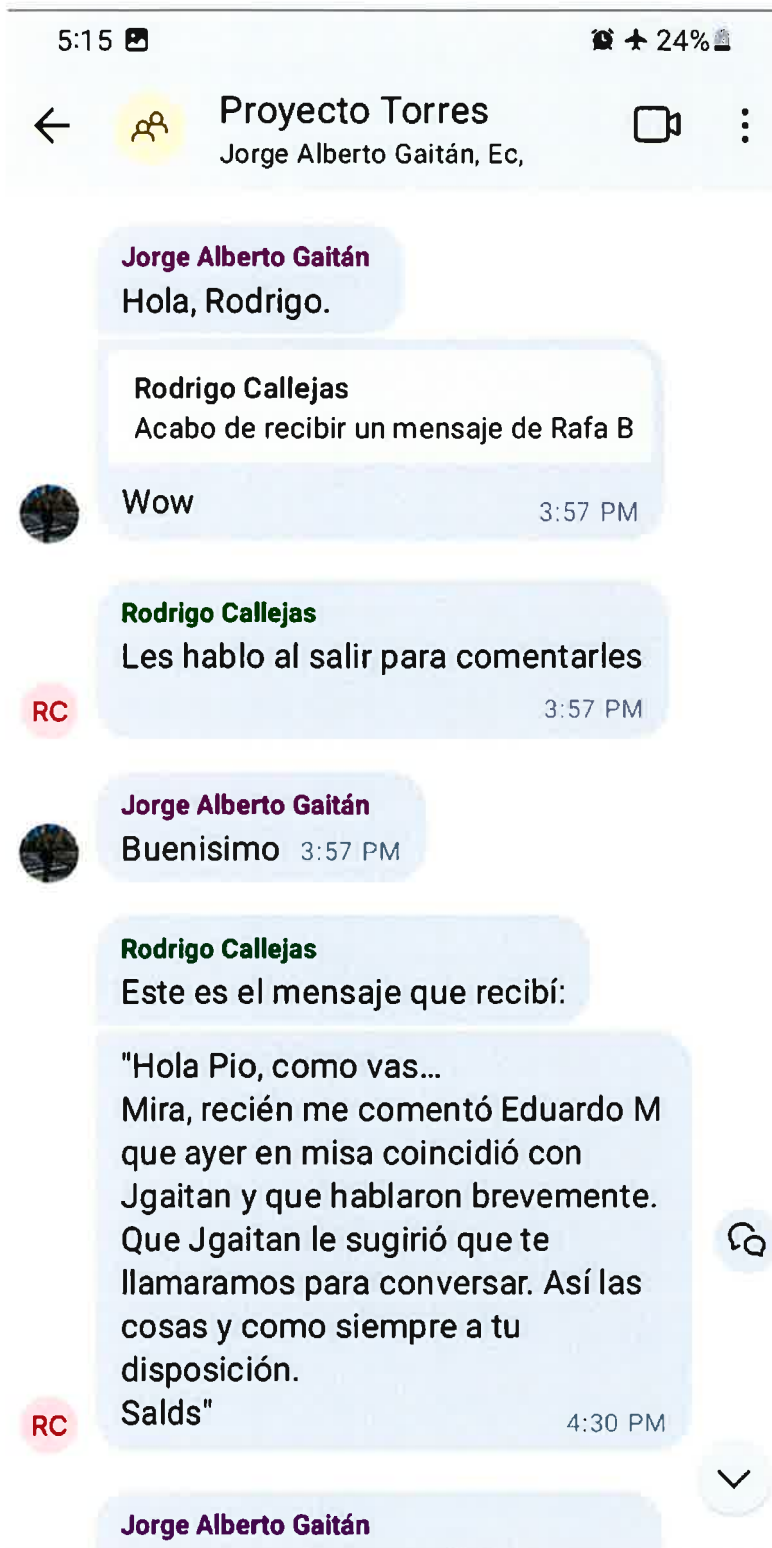 5:15
24%
Proyecto Torres
Jorge Alberto Gaitán, Ec,
Jorge Alberto Gaitán
Hola, Rodrigo.
Rodrigo Callejas
Acabo de recibir un mensaje de Rafa B
Wow
3:57 PM
Rodrigo Callejas
Les hablo al salir para comentarles
RC
3:57 PM
Jorge Alberto Gaitán
Buenisimo 3:57 PM
Rodrigo Callejas
Este es el mensaje que recibí:
"Hola Pio, como vas...
Mira, recién me comentó Eduardo M
que ayer en misa coincidió con
Jgaitan y que hablaron brevemente.
Que Jgaitan le sugirió que te
llamaramos para conversar. Así las
cosas y como siempre a tu
disposición.
Salds"
RC
4:30 PM
Jorge Alberto Gaitán